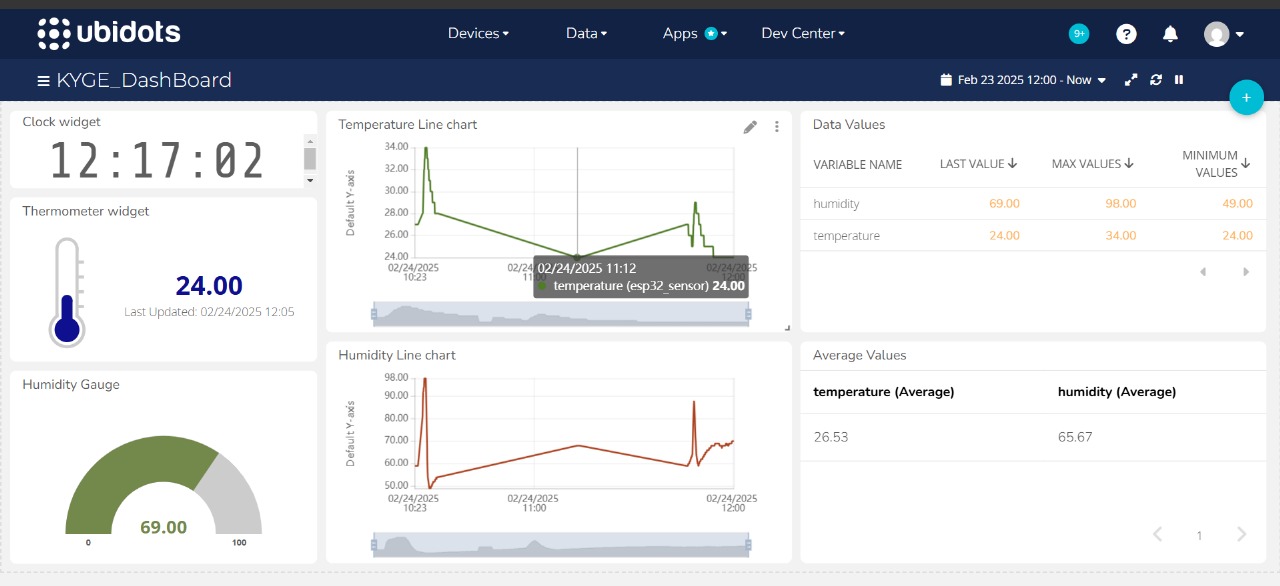 ubidots
Devices
Data
Apps
Dev Center
9+
?
KYGE_DashBoard
Feb 23 2025 12:00 - Now
+
Clock widget
12:17:02
Thermometer widget
24.00
Last Updated: 02/24/2025 12:05
Humidity Gauge
69.00
0
100
Temperature Line chart
Default Y-axis
34.00
32.00
30.00
28.00
26.00
24.00
02/24/2025
10:23
02/24/2025
12:00
02/24/2025 11:12
temperature (esp32_sensor) 24.00
Humidity Line chart
Default Y-axis
98.00
90.00
80.00
70.00
60.00
50.00
02/24/2025
10:23
02/24/2025
11:00
02/24/2025
12:00
Data Values
VARIABLE NAME LAST VALUE MAX VALUES MINIMUM VALUES
humidity 69.00 98.00 49.00
temperature 24.00 34.00 24.00
Average Values
temperature (Average) humidity (Average)
26.53 65.67
1